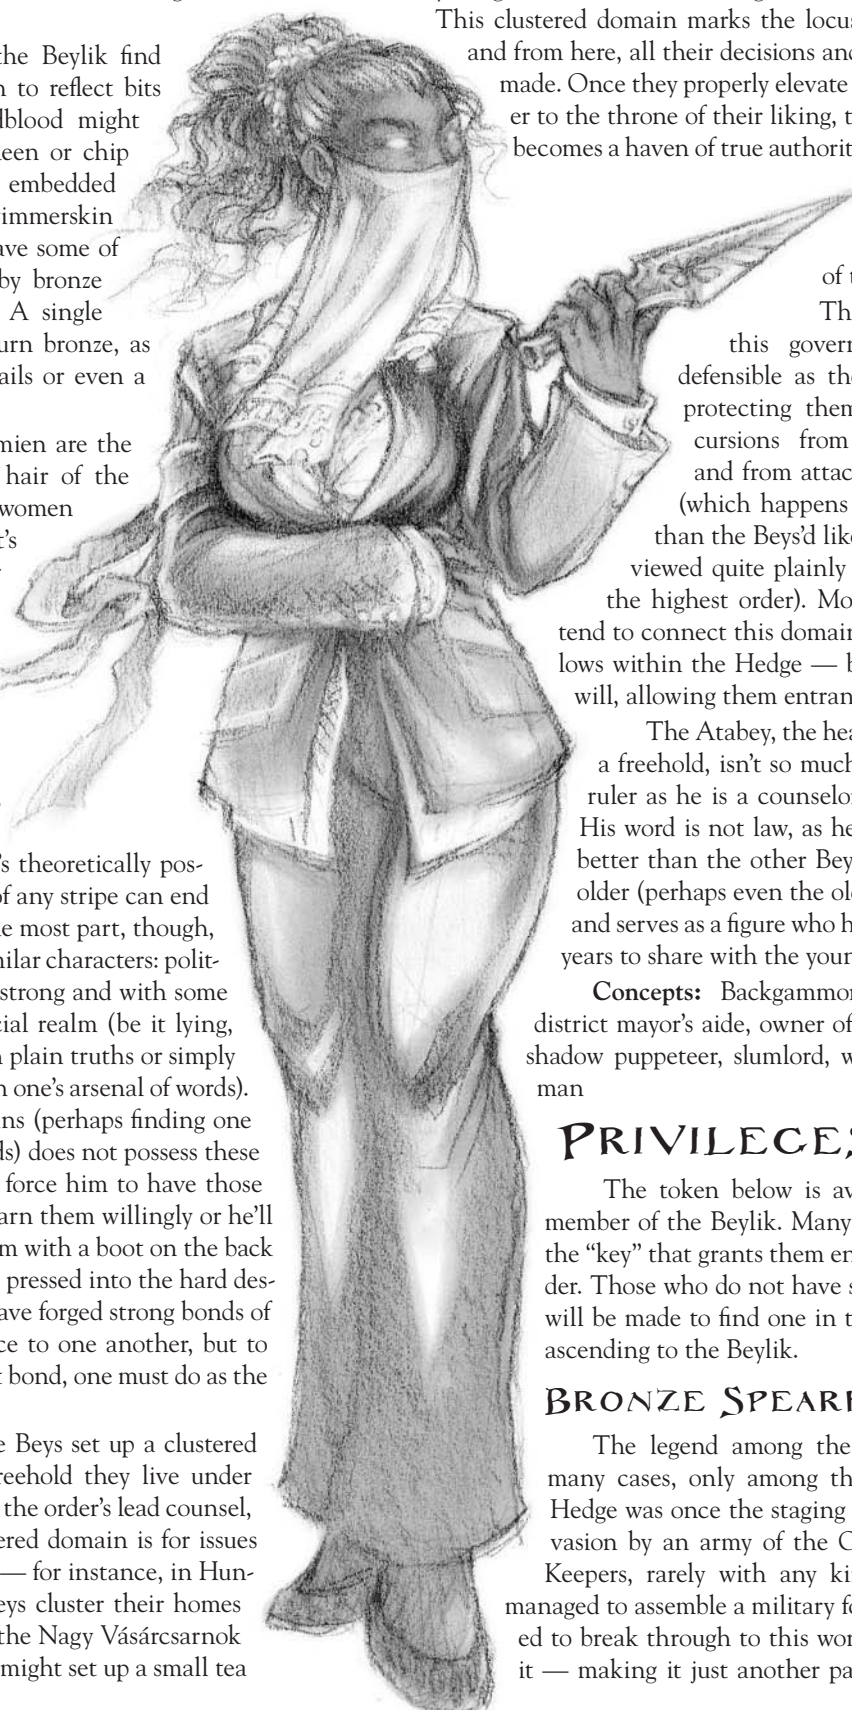 the Beylik find
n to reflect bits
dblood might
een or chip
embedded
immerskin
ave some of
by bronze
A single
urn bronze, as
ails or even a
mien are the
hair of the
women
t's
's theoretically pos-
of any stripe can end
e most part, though,
milar characters: polit-
strong and with some
cial realm (be it lying,
n plain truths or simply
n one's arsenal of words).
ins (perhaps finding one
ds) does not possess these
force him to have those
arn them willingly or he'll
m with a boot on the back
pressed into the hard des-
ave forged strong bonds of
ce to one another, but to
t bond, one must do as the
e Beys set up a clustered
reehold they live under
the order's lead counsel,
ered domain is for issues
— for instance, in Hun-
eys cluster their homes
the Nagy Vásárcsarnok
might set up a small tea
This clustered domain marks the locus
and from here, all their decisions and
made. Once they properly elevate
er to the throne of their liking, t
becomes a haven of true authorit
of t
Th
this govern
defensible as the
protecting them
cursions from
and from attac
(which happens
than the Beys'd like
viewed quite plainly
the highest order). Mo
tend to connect this domain
lows within the Hedge — b
will, allowing them entran
The Atabey, the hea
a freehold, isn't so much
ruler as he is a counselor
His word is not law, as he
better than the other Bey
older (perhaps even the old
and serves as a figure who h
years to share with the youn
Concepts: Backgammon
district mayor's aide, owner of
shadow puppeteer, slumlord, w
man
Privileges
The token below is av
member of the Beylik. Many
the “key” that grants them en
der. Those who do not have s
will be made to find one in t
ascending to the Beylik.
Bronze Spear
The legend among the
many cases, only among th
Hedge was once the staging
vasion by an army of the O
Keepers, rarely with any ki
managed to assemble a military fo
ed to break through to this wor
it — making it just another pa